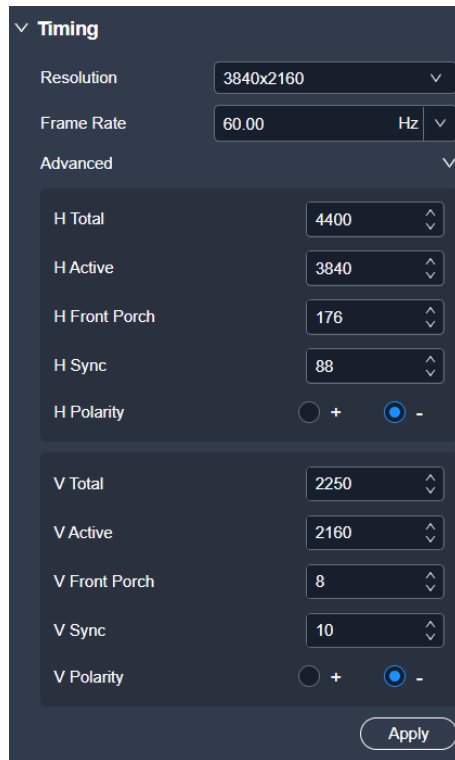 Timing
Resolution 3840x2160
Frame Rate 60.00 Hz
Advanced
H Total 4400
H Active 3840
H Front Porch 176
H Sync 88
H Polarity + -
V Total 2250
V Active 2160
V Front Porch 8
V Sync 10
V Polarity + -
Apply